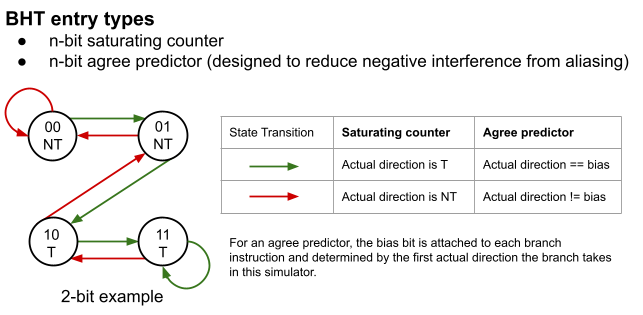 BHT entry types
● n-bit saturating counter
● n-bit agree predictor (designed to reduce negative interference from aliasing)
00
NT
01
NT
10
T
11
T
2-bit example
State Transition Saturating counter Agree predictor
Actual direction is T Actual direction == bias
Actual direction is NT Actual direction != bias
For an agree predictor, the bias bit is attached to each branch
instruction and determined by the first actual direction the branch takes
in this simulator.